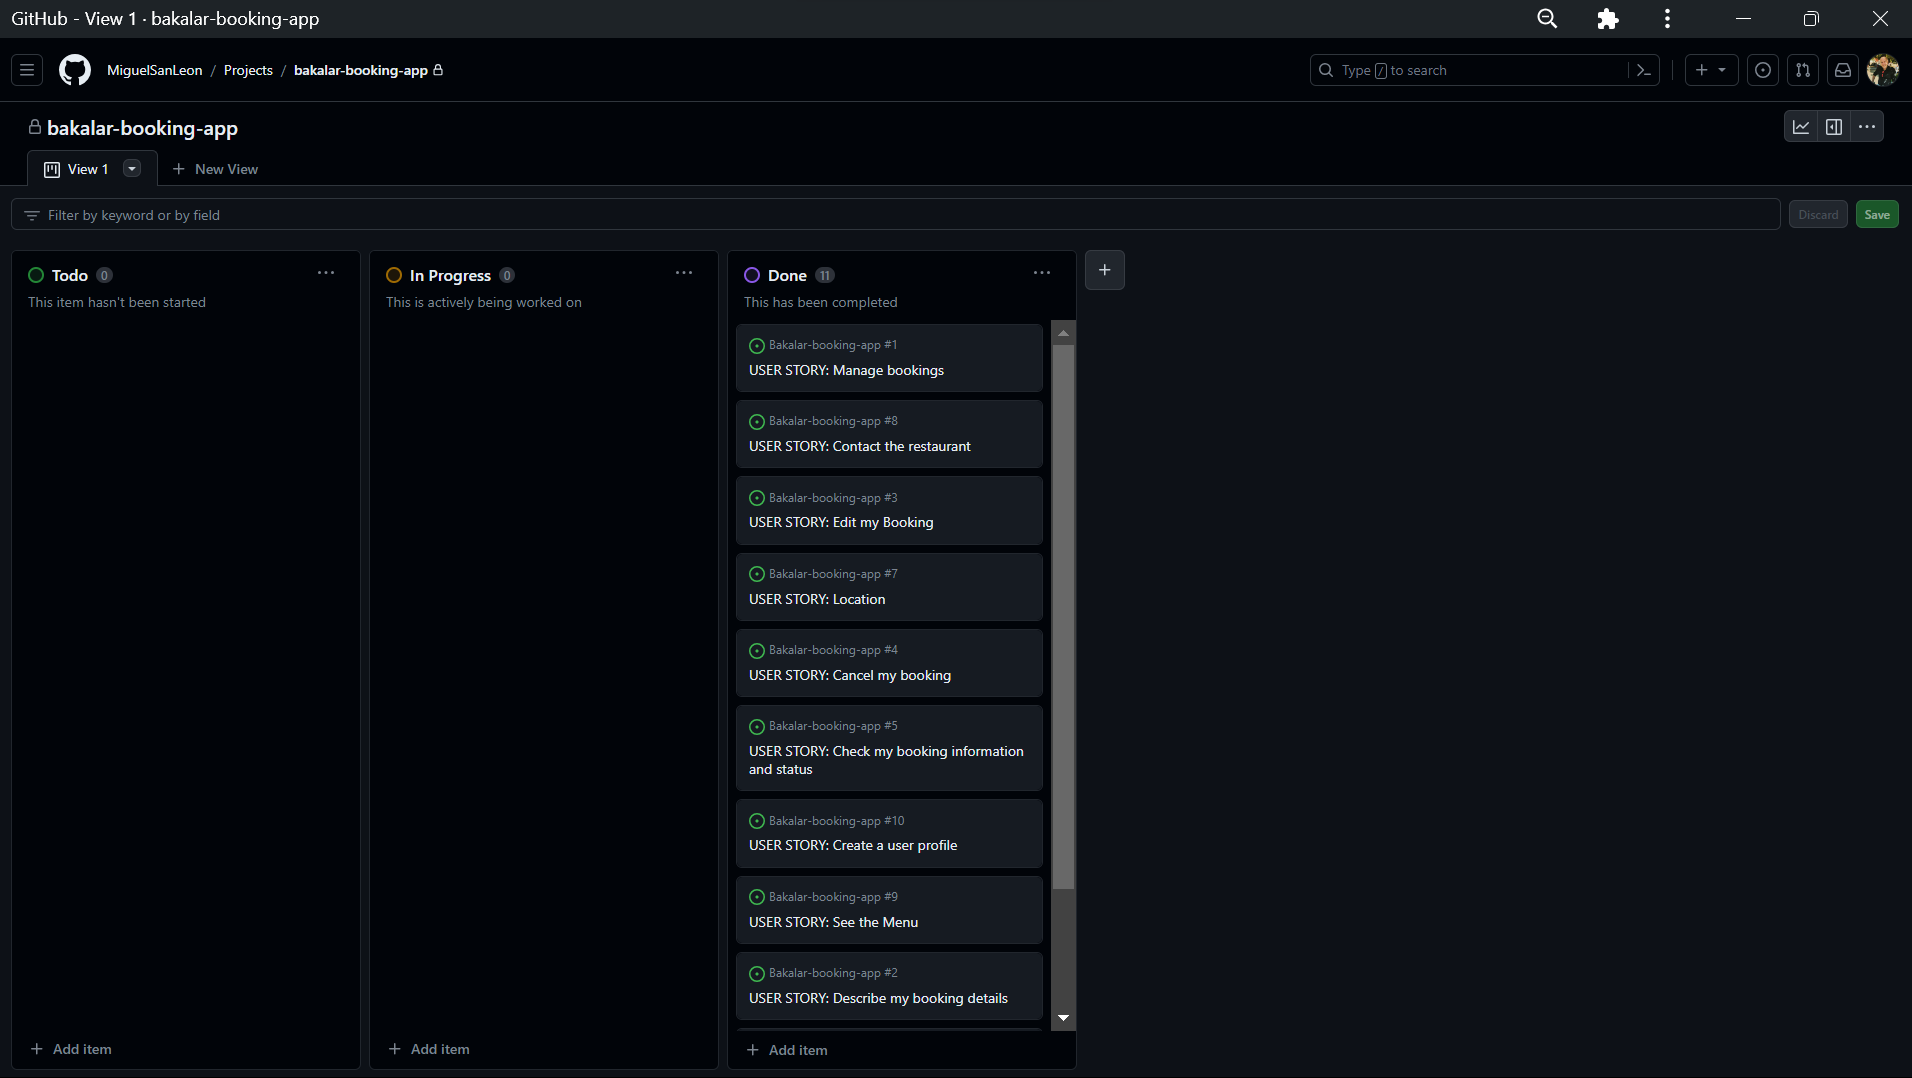 GitHub - View 1 · bakalar-booking-app
MiguelSanLeon / Projects / bakalar-booking-app
Type / to search
bakalar-booking-app
View 1
New View
Filter by keyword or by field
Discard
Save
Todo 0
This item hasn't been started
Add item
In Progress 0
This is actively being worked on
Add item
Done 11
This has been completed
Bakalar-booking-app #1
USER STORY: Manage bookings
Bakalar-booking-app #8
USER STORY: Contact the restaurant
Bakalar-booking-app #3
USER STORY: Edit my Booking
Bakalar-booking-app #7
USER STORY: Location
Bakalar-booking-app #4
USER STORY: Cancel my booking
Bakalar-booking-app #5
USER STORY: Check my booking information
and status
Bakalar-booking-app #10
USER STORY: Create a user profile
Bakalar-booking-app #9
USER STORY: See the Menu
Bakalar-booking-app #2
USER STORY: Describe my booking details
Add item